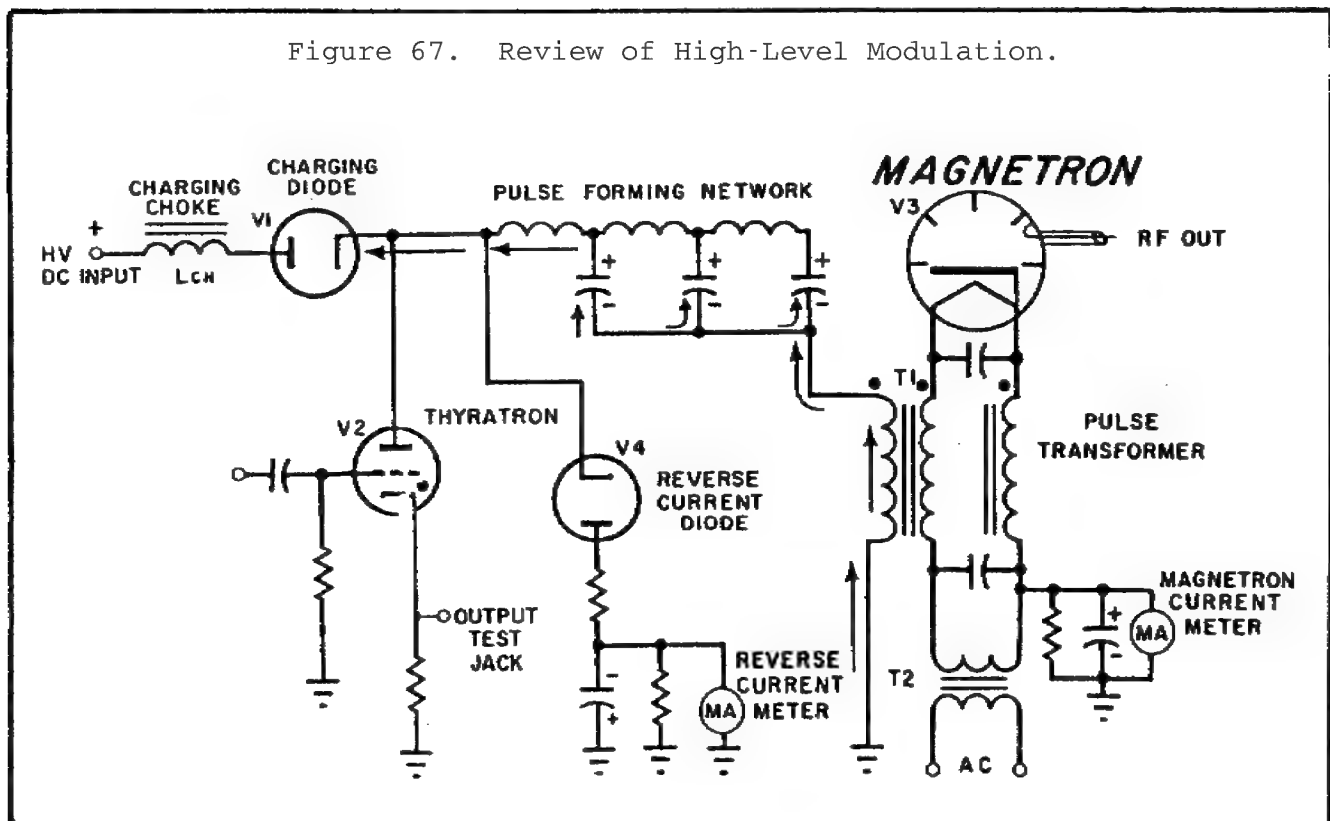 Figure 67. Review of High-Level Modulation.
CHARGING
CHOKE
CHARGING
DIODE
V1
+
HV
DC INPUT
LCH
PULSE FORMING NETWORK
+
-
+
-
+
-
MAGNETRON
V3
RF OUT
V2
THYRATRON
OUTPUT
TEST
JACK
V4
REVERSE
CURRENT
DIODE
-
+
MA
REVERSE
CURRENT
METER
T1
PULSE
TRANSFORMER
T2
AC
+
-
MA
MAGNETRON
CURRENT
METER